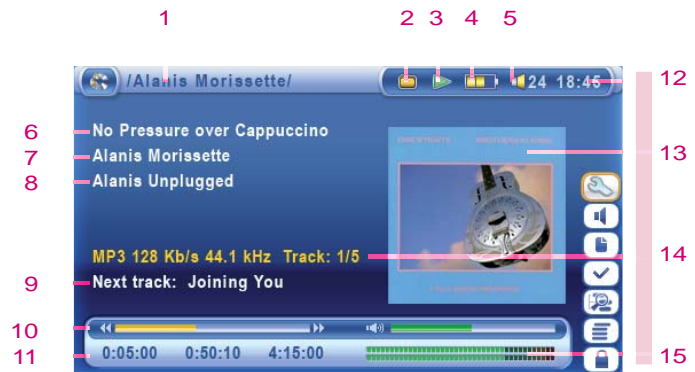 1
2 3 4 5
/Alanis Morissette/
24 18:45
12
6
No Pressure over Cappuccino
7
Alanis Morissette
8
Alanis Unplugged
13
MP3 128 Kb/s 44.1 kHz Track: 1/5
14
9
Next track: Joining You
10
11
0:05:00 0:50:10 4:15:00
15